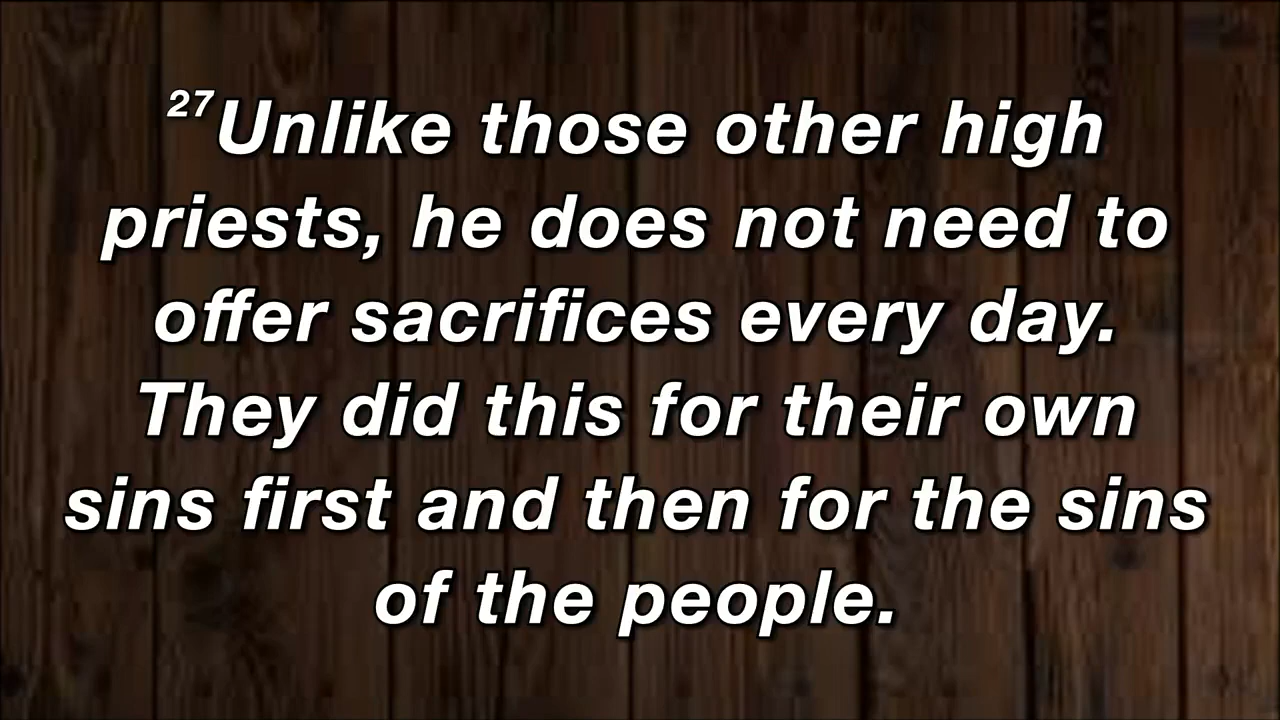 27Unlike those other high
priests, he does not need to
offer sacrifices every day.
They did this for their own
sins first and then for the sins
of the people.